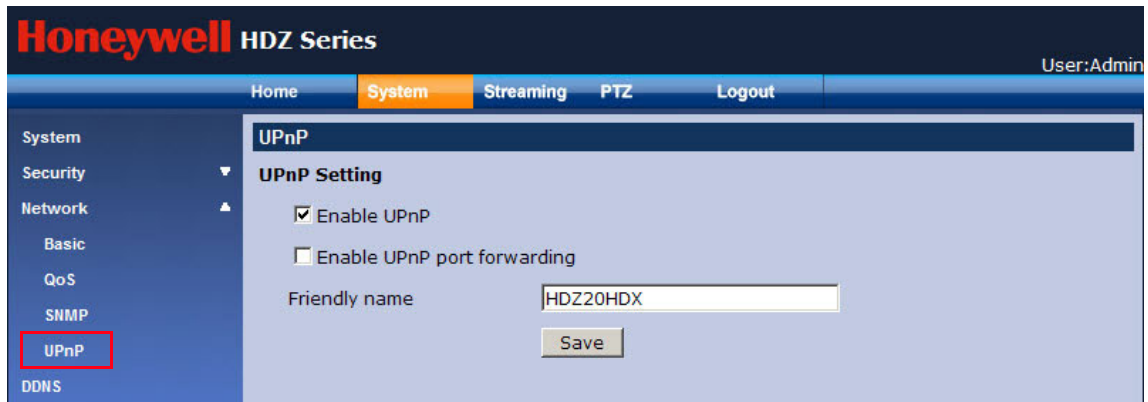 Honeywell HDZ Series
User:Admin
Home System Streaming PTZ Logout
System
Security
Network
Basic
QoS
SNMP
UPnP
DDNS
UPnP
UPnP Setting
Enable UPnP
Enable UPnP port forwarding
Friendly name HDZ20HDX
Save